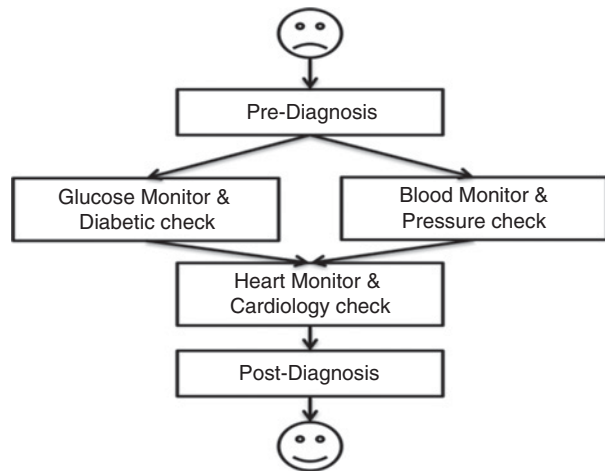 Pre-Diagnosis
Glucose Monitor &
Diabetic check
Blood Monitor &
Pressure check
Heart Monitor &
Cardiology check
Post-Diagnosis